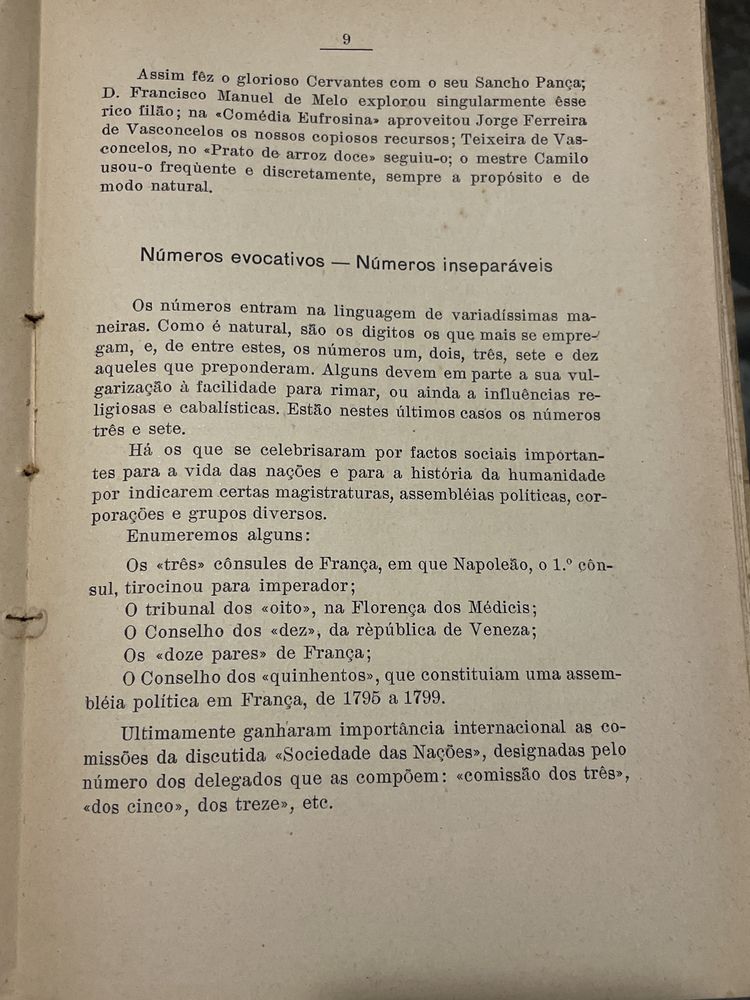 9
Assim fêz o glorioso Cervantes com o seu Sancho Pança;
D. Francisco Manuel de Melo explorou singularmente êsse
rico filão; na «Comédia Eufrosina» aproveitou Jorge Ferreira
de Vasconcelos os nossos copiosos recursos; Teixeira de Vas-
concelos, no «Prato de arroz doce» seguiu-o; o mestre Camilo
usou-o freqüente e discretamente, sempre a propósito e de
modo natural.
Números evocativos — Números inseparáveis
Os números entram na linguagem de variadíssimas ma-
neiras. Como é natural, são os digitos os que mais se empre-
gam, e, de entre estes, os números um, dois, três, sete e dez
aqueles que preponderam. Alguns devem em parte a sua vul-
garização à facilidade para rimar, ou ainda a influências re-
ligiosas e cabalísticas. Estão nestes últimos casos os números
três e sete.
Há os que se celebrisaram por factos sociais importan-
tes para a vida das nações e para a história da humanidade
por indicarem certas magistraturas, assembléias políticas, cor-
porações e grupos diversos.
Enumeremos alguns:
Os «três» cônsules de França, em que Napoleão, o 1.º côn-
sul, tirocinou para imperador;
O tribunal dos «oito», na Florença dos Médicis;
O Conselho dos «dez», da rèpública de Veneza;
Os «doze pares» de França;
O Conselho dos «quinhentos», que constituiam uma assem-
bléia política em França, de 1795 a 1799.
Ultimamente ganharam importância internacional as co-
missões da discutida «Sociedade das Nações», designadas pelo
número dos delegados que as compõem: «comissão dos três»,
«dos cinco», dos treze», etc.